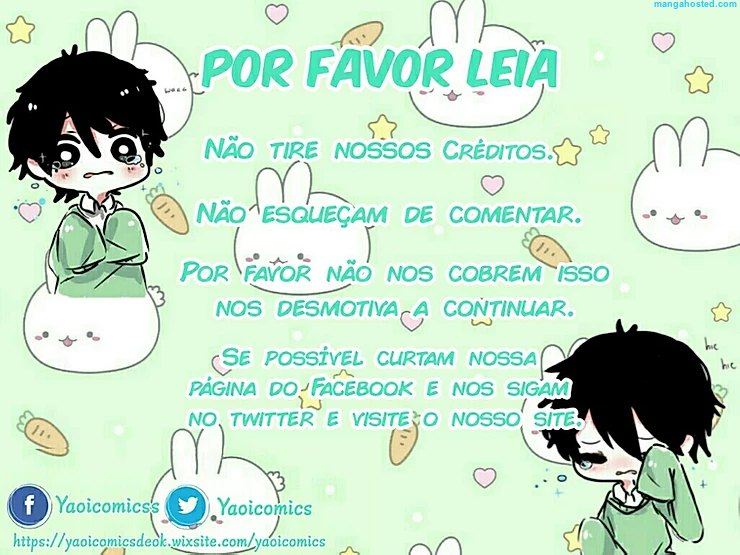 mangahosted.com
POR FAVOR LEIA
NÃO TIRE NOSSOS CRÉDITOS.
NÃO ESQUEÇAM DE COMENTAR.
POR FAVOR NÃO NOS COBREM ISSO
NOS DESMOTIVA A CONTINUAR.
SE POSSÍVEL CURTAM NOSSA
PÁGINA DO FACEBOOK E NOS SIGAM
NO TWITTER E VISITE O NOSSO SITE.
hic
hic
Yaoicomicss
Yaoicomics
https://yaoicomicsdeok.wixsite.com/yaoicomics